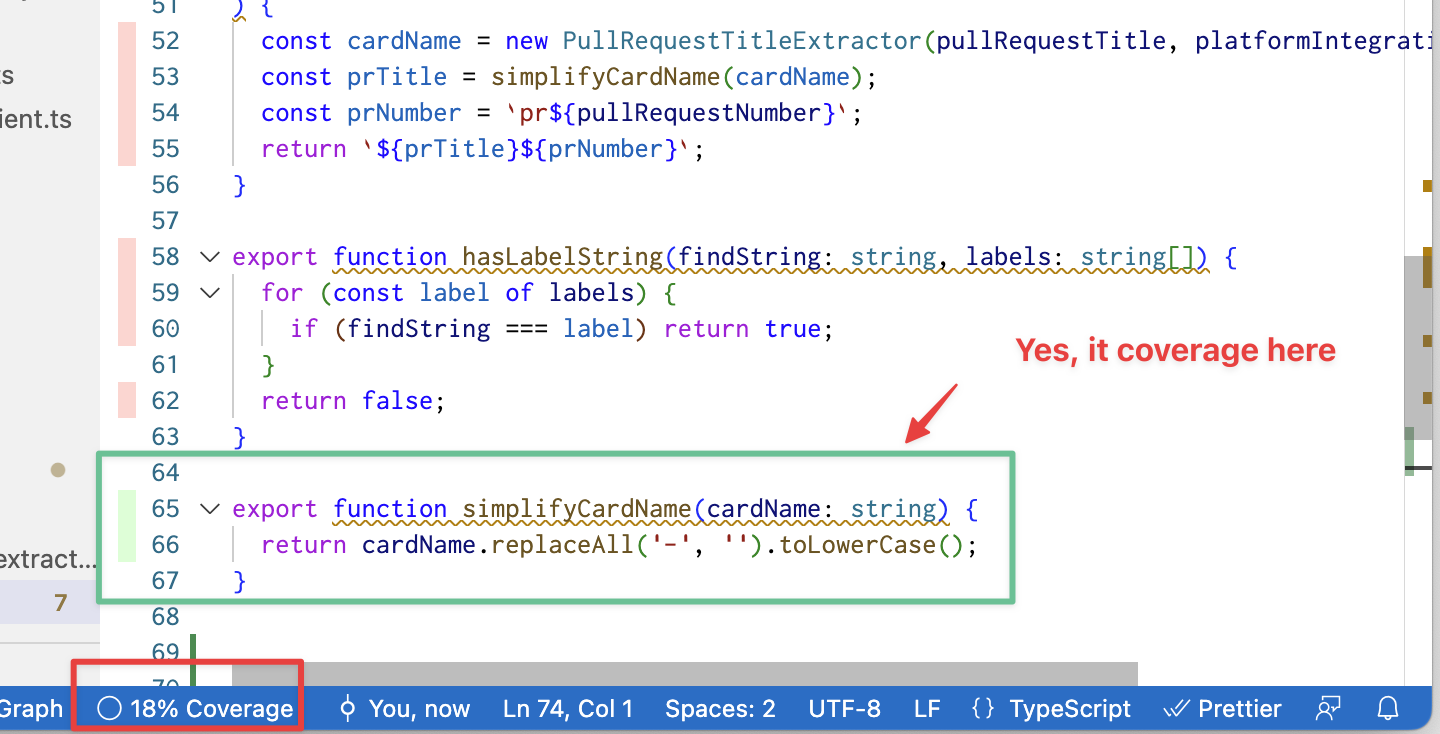 51 ) {
52 const cardName = new PullRequestTitleExtractor(pullRequestTitle, platformIntegrati
ts
53 const prTitle = simplifyCardName(cardName);
ient.ts
54 const prNumber = `pr${pullRequestNumber}`;
55 return `${prTitle}${prNumber}`;
56 }
57
58 export function hasLabelString(findString: string, labels: string[]) {
59 for (const label of labels) {
60 if (findString === label) return true;
Yes, it coverage here
61 }
62 return false;
63 }
64
65 export function simplifyCardName(cardName: string) {
66 return cardName.replaceAll('-', '').toLowerCase();
extract...
67 }
7
68
69
70
Graph 18% Coverage You, now Ln 74, Col 1 Spaces: 2 UTF-8 LF {} TypeScript Prettier